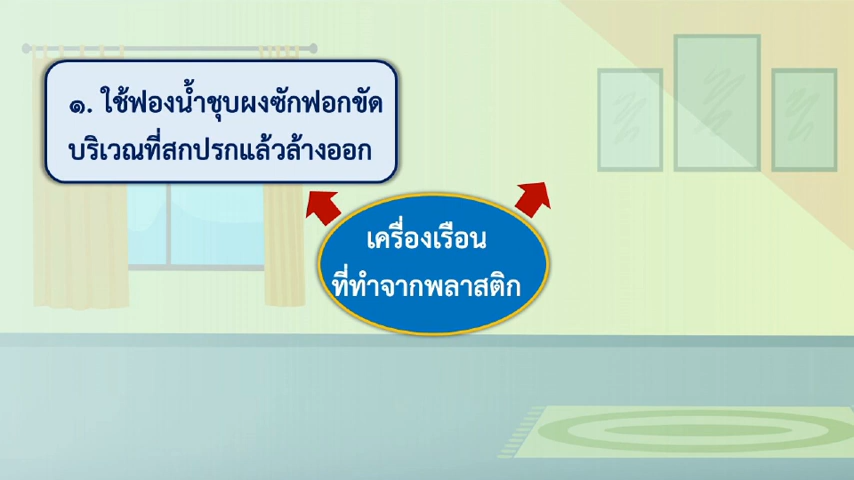 ๑. ใช้ฟองน้ำชุบผงซักฟอกขัด
บริเวณที่สกปรกแล้วล้างออก
เครื่องเรือน
ที่ทำจากพลาสติก